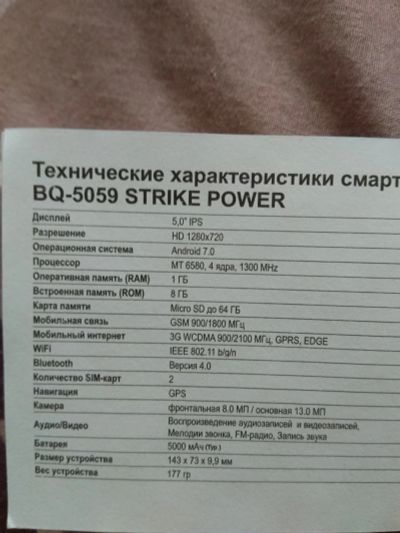 Технические характеристики смарт
BQ-5059 STRIKE POWER
Дисплей 5,0" IPS
Разрешение HD 1280x720
Операционная система Android 7.0
Процессор MT 6580, 4 ядра, 1300 MHz
Оперативная память (RAM) 1 ГБ
Встроенная память (ROM) 8 ГБ
Карта памяти Micro SD до 64 ГБ
Мобильная связь GSM 900/1800 МГц
Мобильный интернет 3G WCDMA 900/2100 МГц, GPRS, EDGE
WiFi IEEE 802.11 b/g/n
Bluetooth Версия 4.0
Количество SIM-карт 2
Навигация GPS
Камера фронтальная 8.0 МП / основная 13.0 МП
Аудио/Видео Воспроизведение аудиозаписей и видеозаписей,
Мелодии звонка, FM-радио, Запись звука
Батарея 5000 мАч (Тип.)
Размер устройства 143 x 73 x 9,9 мм
Вес устройства 177 гр